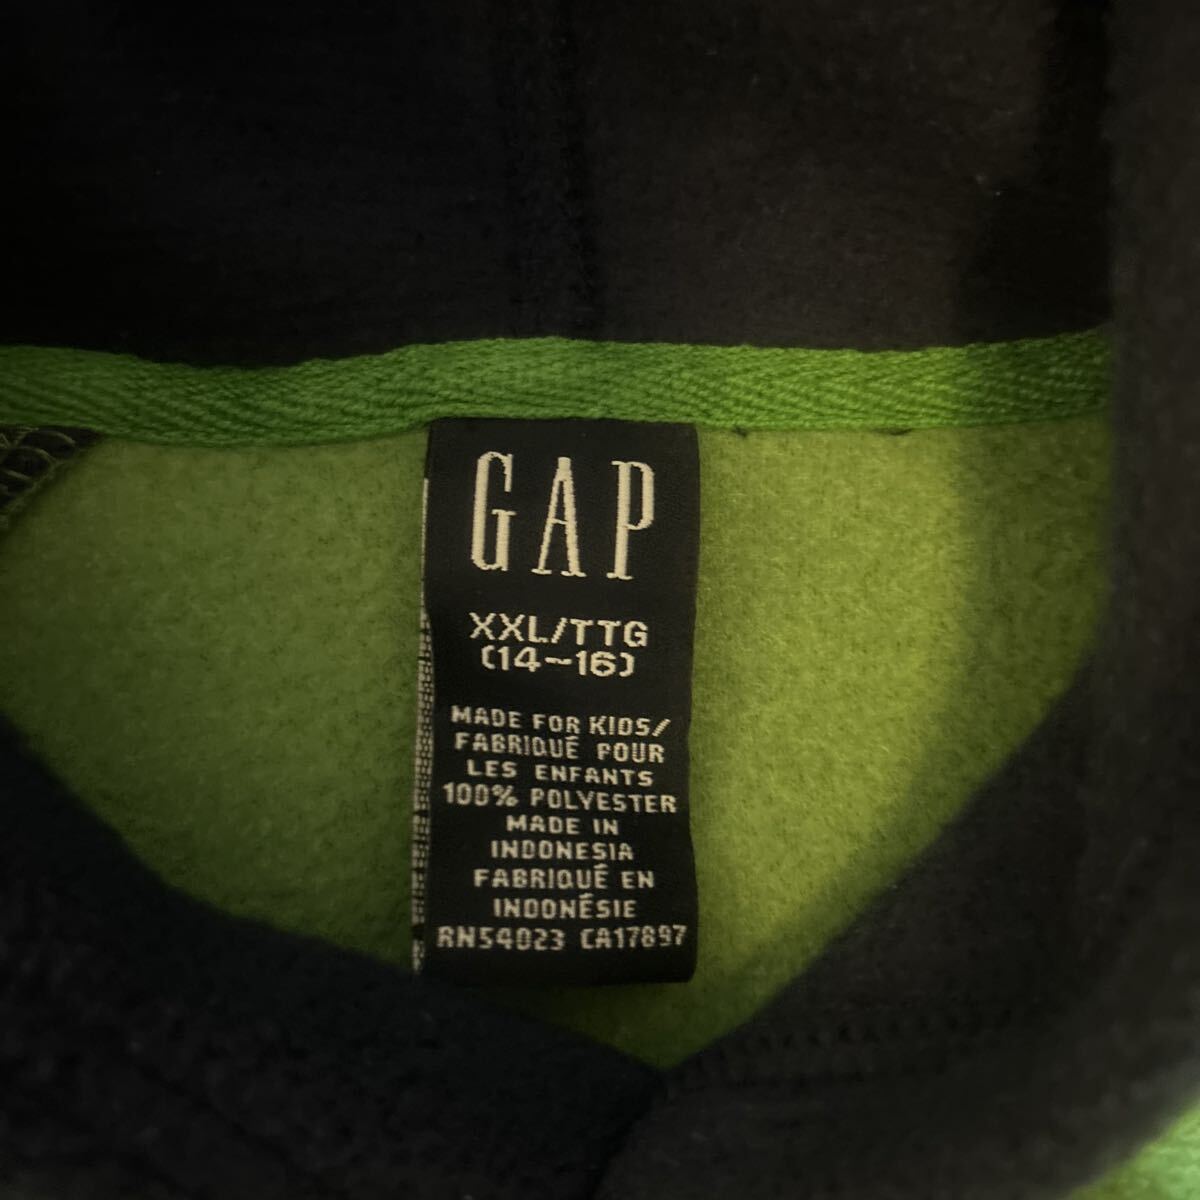 GAP
XXL/TTG
(14-16)
MADE FOR KIDS/
FABRIQUÉ POUR
LES ENFANTS
100% POLYESTER
MADE IN
INDONESIA
FABRIQUÉ EN
INDONÉSIE
RN54023 CA17897